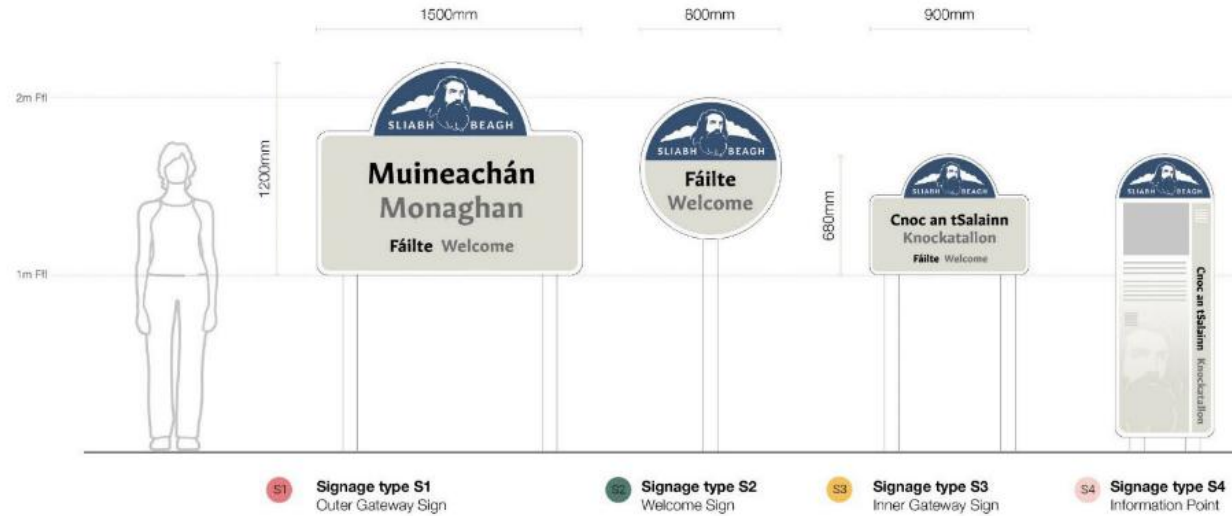 1500mm
800mm
900mm
2m Ffl
1m Ffl
1200mm
680mm
SLIABH BEAGH
Muineachán
Monaghan
Fáilte Welcome
SLIABH BEAGH
Fáilte
Welcome
SLIABH BEAGH
Cnoc an tSalainn
Knockatallon
Fáilte Welcome
SLIABH BEAGH
Cnoc an tSalainn Knockatallon
S1 Signage type S1
Outer Gateway Sign
S2 Signage type S2
Welcome Sign
S3 Signage type S3
Inner Gateway Sign
S4 Signage type S4
Information Point